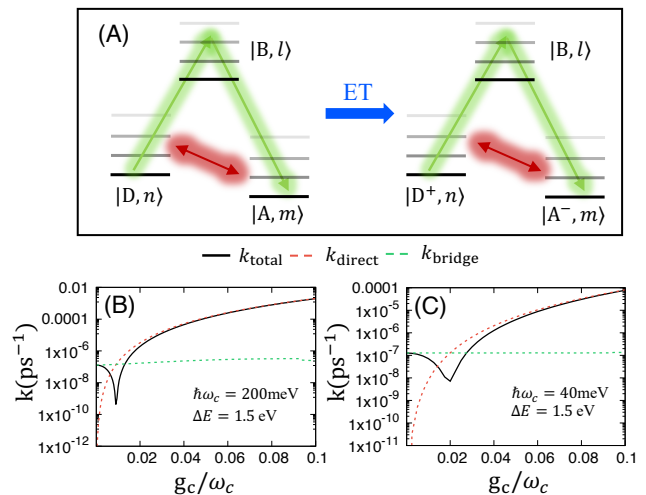 (A)
|B, l⟩
|B, l⟩
ET
|D, n⟩
|A, m⟩
|D⁺, n⟩
|A⁻, m⟩
k_total k_direct k_bridge
(B)
k(ps⁻¹)
0.01
0.0001
1x10⁻⁶
1x10⁻⁸
1x10⁻¹⁰
1x10⁻¹²
ħω_c = 200meV
ΔE = 1.5 eV
0.02 0.04 0.06 0.08 0.1
g_c/ω_c
(C)
k(ps⁻¹)
0.0001
1x10⁻⁵
1x10⁻⁶
1x10⁻⁷
1x10⁻⁸
1x10⁻⁹
1x10⁻¹⁰
1x10⁻¹¹
ħω_c = 40meV
ΔE = 1.5 eV
0.02 0.04 0.06 0.08 0.1
g_c/ω_c